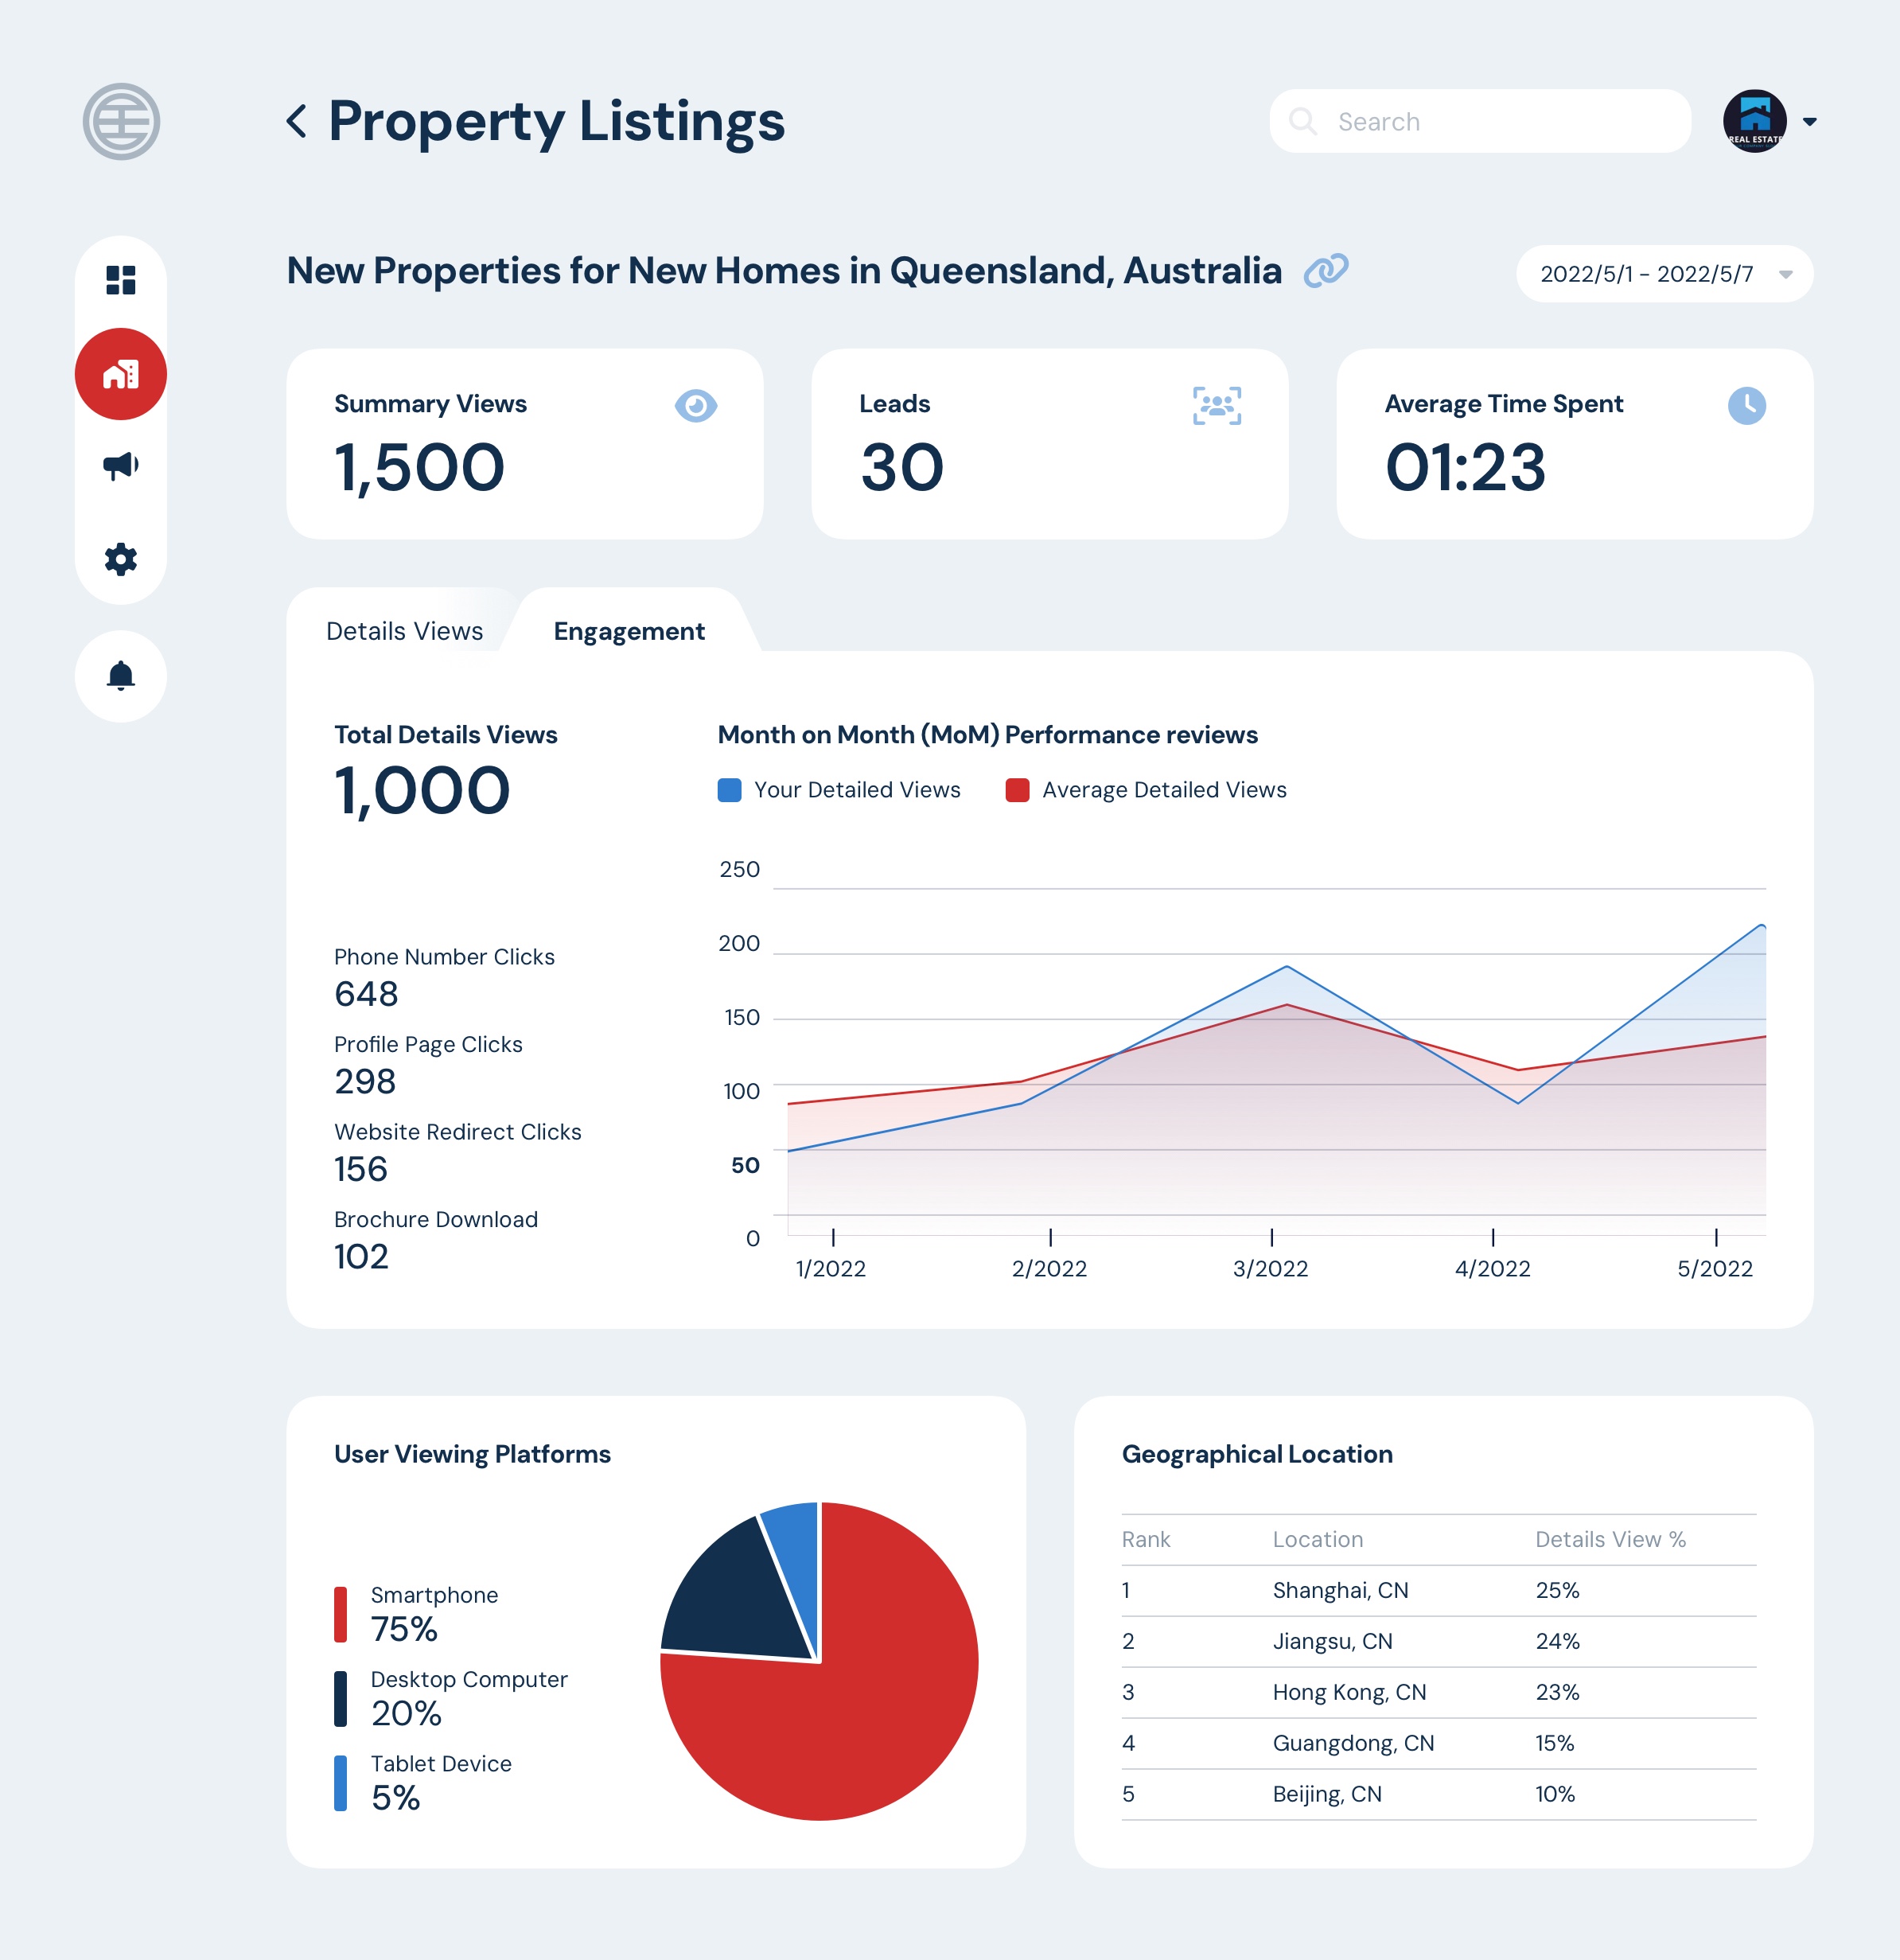 Property Listings
Search
REAL ESTATE
New Properties for New Homes in Queensland, Australia
2022/5/1 - 2022/5/7
Summary Views
1,500
Leads
30
Average Time Spent
01:23
Details Views
Engagement
Total Details Views
1,000
Phone Number Clicks
648
Profile Page Clicks
298
Website Redirect Clicks
156
Brochure Download
102
Month on Month (MoM) Performance reviews
Your Detailed Views
Average Detailed Views
250
200
150
100
50
0
1/2022 2/2022 3/2022 4/2022 5/2022
User Viewing Platforms
Smartphone
75%
Desktop Computer
20%
Tablet Device
5%
Geographical Location
Rank Location Details View %
1 Shanghai, CN 25%
2 Jiangsu, CN 24%
3 Hong Kong, CN 23%
4 Guangdong, CN 15%
5 Beijing, CN 10%